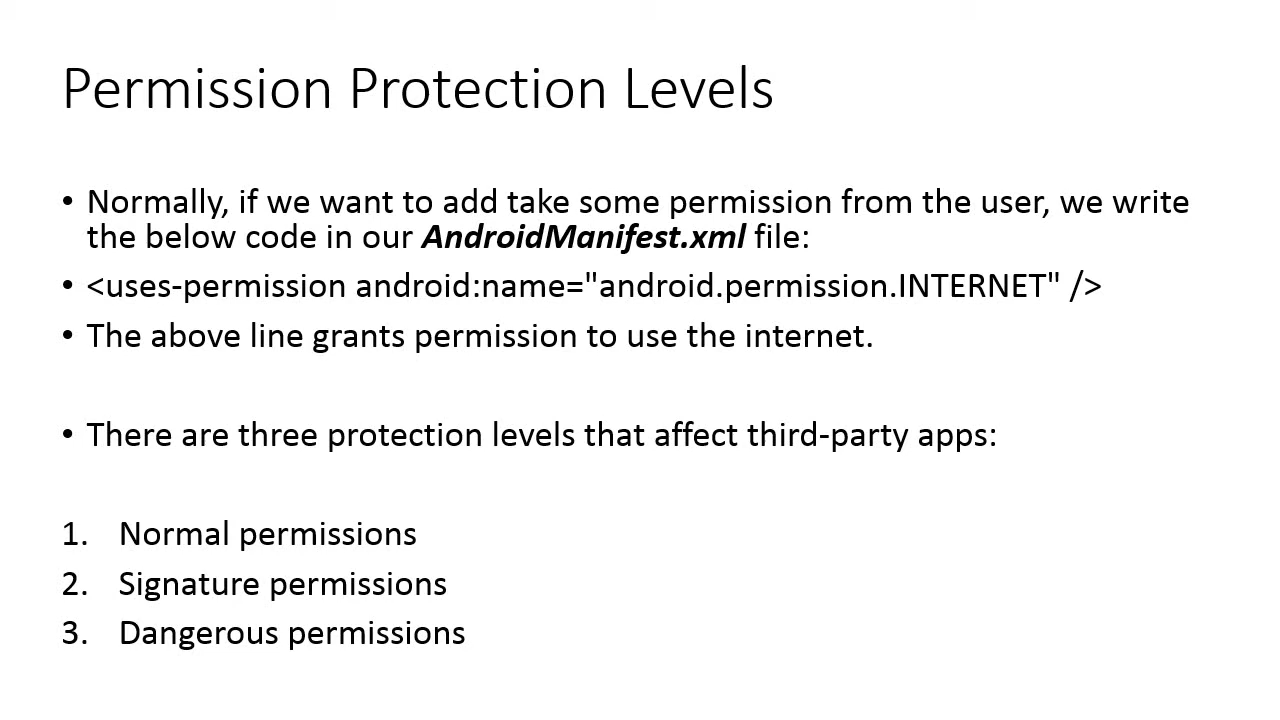 Permission Protection Levels
• Normally, if we want to add take some permission from the user, we write
the below code in our AndroidManifest.xml file:
• <uses-permission android:name="android.permission.INTERNET" />
• The above line grants permission to use the internet.
• There are three protection levels that affect third-party apps:
1. Normal permissions
2. Signature permissions
3. Dangerous permissions